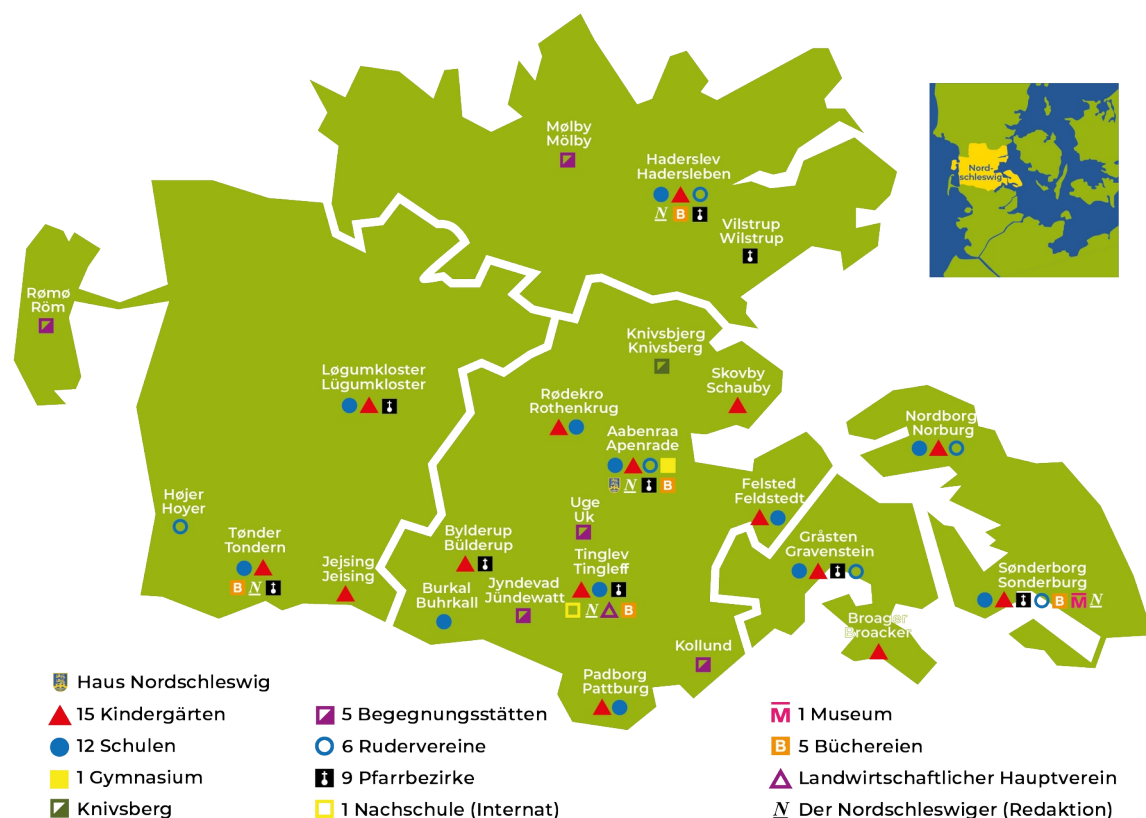 Mølby
Mölby
Haderslev
Hadersleben
N B
Vilstrup
Wilstrup
Nord-
schleswig
Rømø
Röm
Knivsbjerg
Knivsberg
Løgumkloster
Lügumkloster
Skovby
Schauby
Rødekro
Rothenkrug
Nordborg
Norburg
Aabenraa
Apenrade
N B
Felsted
Feldstedt
Højer
Hoyer
Uge
Uk
Tønder
Tondern
B N
Bylderup
Bülderup
Gråsten
Gravenstein
Jejsing
Jeising
Tinglev
Tingleff
N B
Jyndevad
Jündewatt
Burkal
Buhrkall
Sønderborg
Sonderburg
B M N
Broager
Broacker
Kollund
Padborg
Pattburg
Haus Nordschleswig
15 Kindergärten
12 Schulen
1 Gymnasium
Knivsberg
5 Begegnungsstätten
6 Rudervereine
9 Pfarrbezirke
1 Nachschule (Internat)
M 1 Museum
B 5 Büchereien
Landwirtschaftlicher Hauptverein
N Der Nordschleswiger (Redaktion)